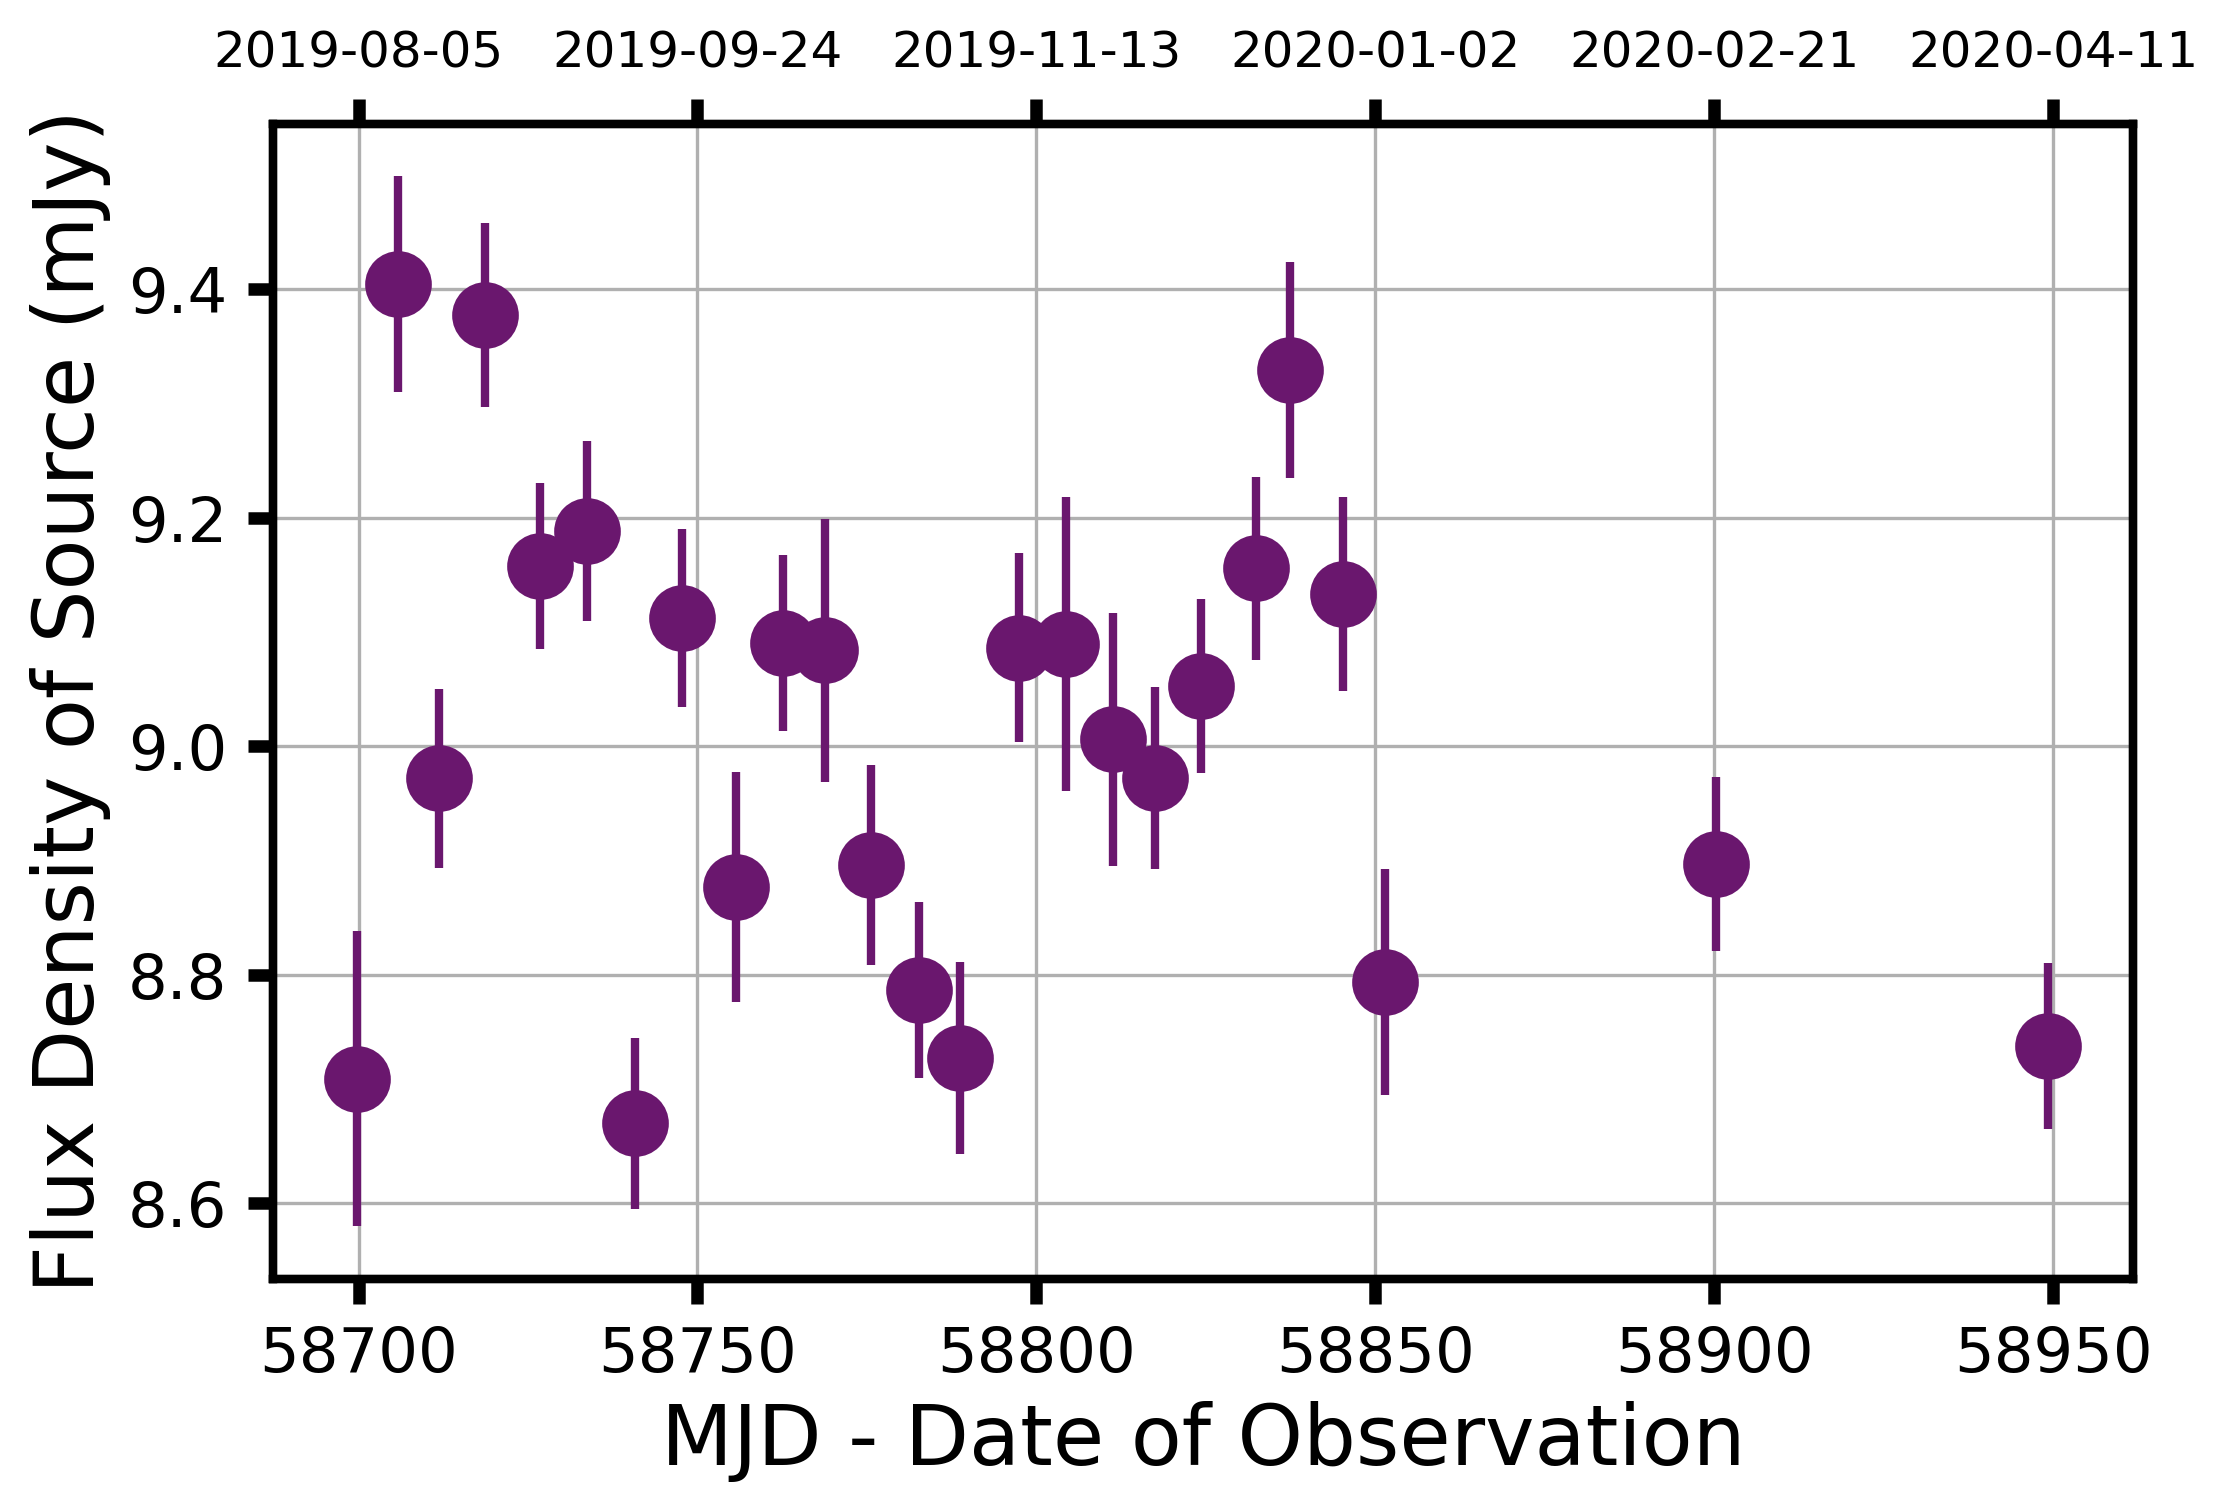 2019-08-05 2019-09-24 2019-11-13 2020-01-02 2020-02-21 2020-04-11
Flux Density of Source (mJy)
9.4
9.2
9.0
8.8
8.6
58700 58750 58800 58850 58900 58950
MJD - Date of Observation